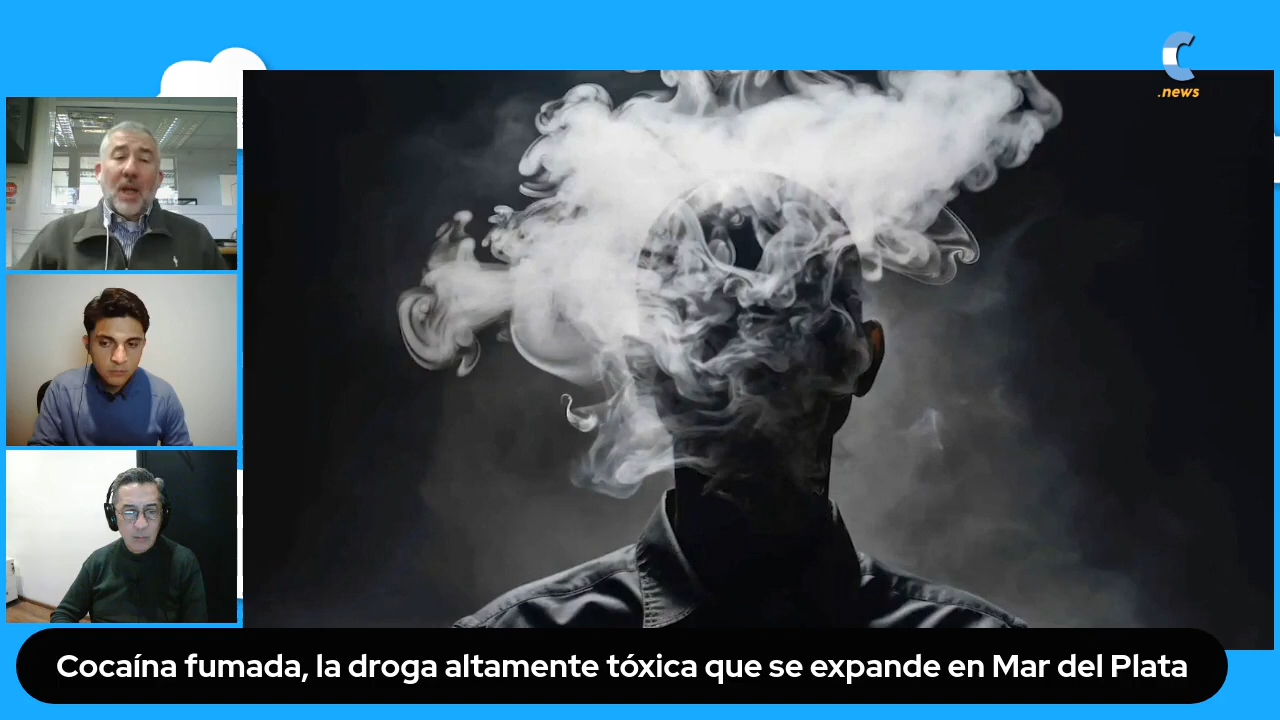 C
.news
Cocaína fumada, la droga altamente tóxica que se expande en Mar del Plata